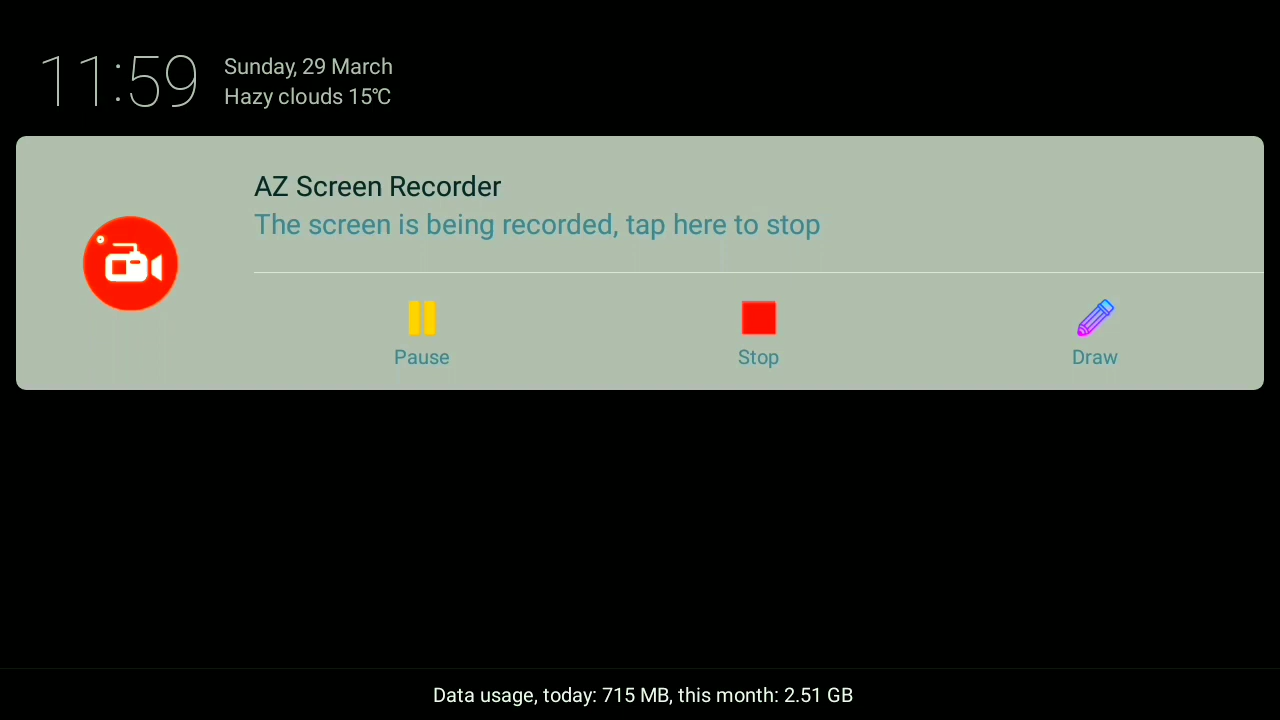 11:59
Sunday, 29 March
Hazy clouds 15℃
AZ Screen Recorder
The screen is being recorded, tap here to stop
Pause
Stop
Draw
Data usage, today: 715 MB, this month: 2.51 GB